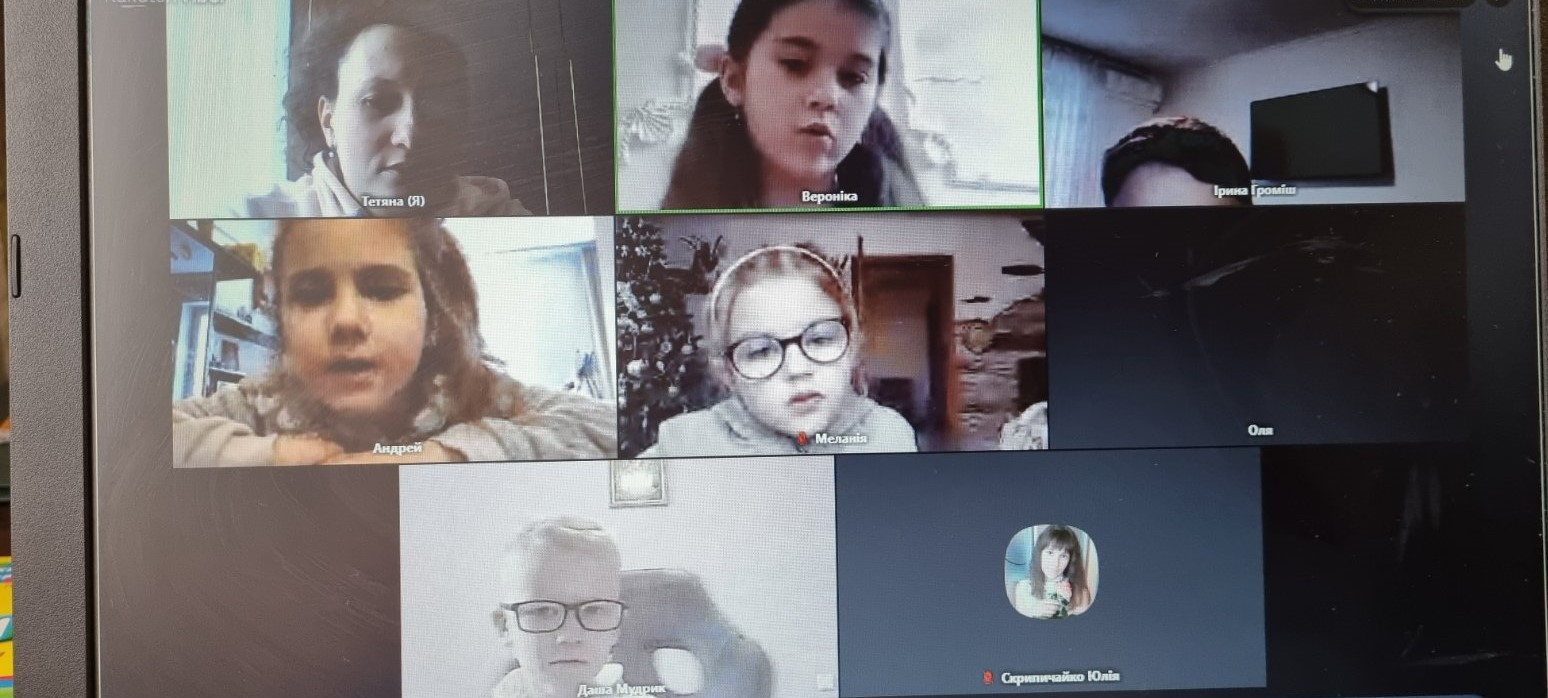 Тетяна (Я)
Вероніка
Ірина Громіш
Андрей
Меланія
Оля
Даша Мудрик
Скрипичайко Юлія